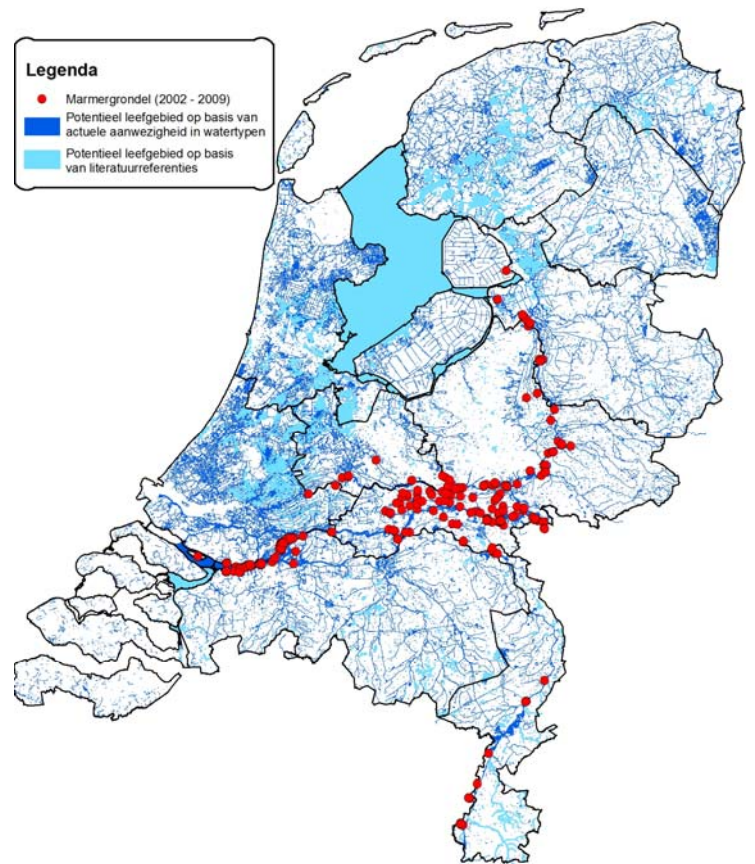 Legenda
Marmergrondel (2002 - 2009)
Potentieel leefgebied op basis van
actuele aanwezigheid in watertypen
Potentieel leefgebied op basis
van literatuurreferenties